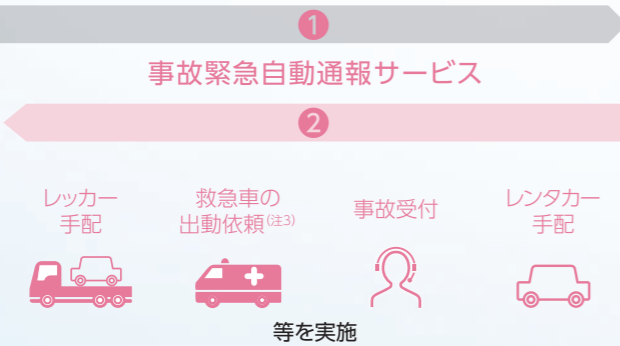 1
事故緊急自動通報サービス
2
レッカー
手配
救急車の
出動依頼(注3)
事故受付
レンタカー
手配
等を実施